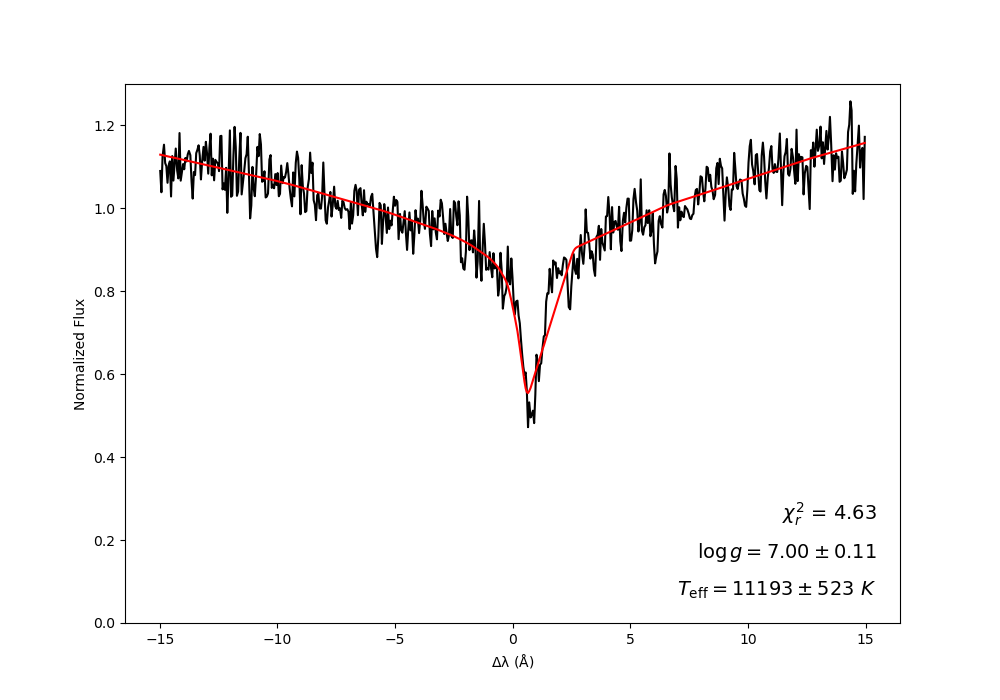 1.2
1.0
0.8
0.6
0.4
0.2
0.0
Normalized Flux
χ²ᵣ = 4.63
log g = 7.00 ± 0.11
T_eff = 11193 ± 523 K
−15 −10 −5 0 5 10 15
Δλ (Å)